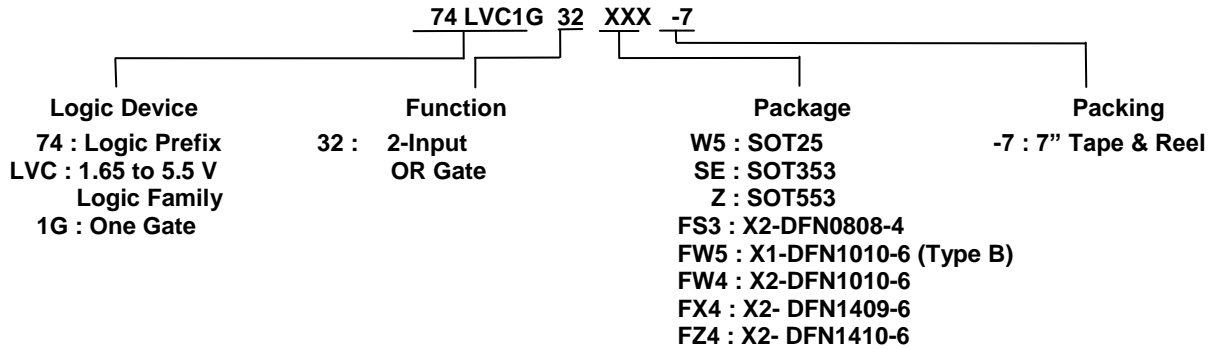 74 LVC1G 32 XXX -7
Logic Device
74 : Logic Prefix
LVC : 1.65 to 5.5 V
Logic Family
1G : One Gate
Function
32 : 2-Input
OR Gate
Package
W5 : SOT25
SE : SOT353
Z : SOT553
FS3 : X2-DFN0808-4
FW5 : X1-DFN1010-6 (Type B)
FW4 : X2-DFN1010-6
FX4 : X2- DFN1409-6
FZ4 : X2- DFN1410-6
Packing
-7 : 7” Tape & Reel